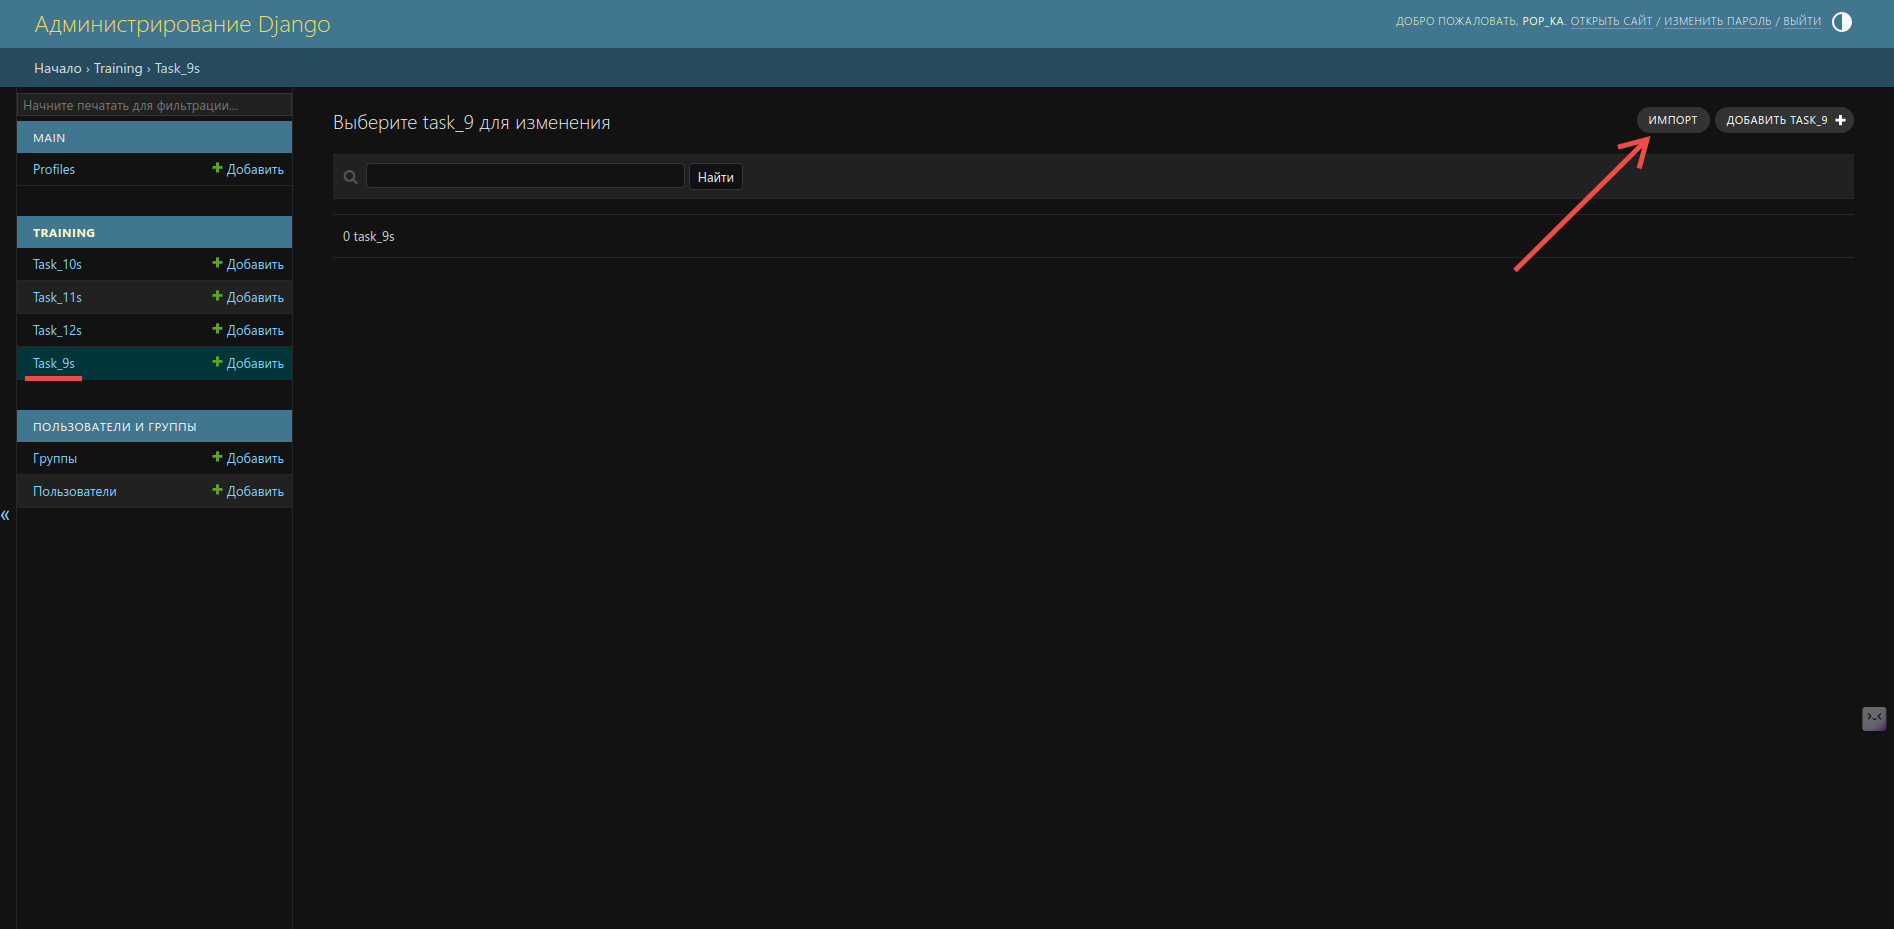 Администрирование Django
ДОБРО ПОЖАЛОВАТЬ, POP_KA. ОТКРЫТЬ САЙТ / ИЗМЕНИТЬ ПАРОЛЬ / ВЫЙТИ
Начало › Training › Task_9s
Начните печатать для фильтрации...
MAIN
Profiles Добавить
TRAINING
Task_10s Добавить
Task_11s Добавить
Task_12s Добавить
Task_9s Добавить
ПОЛЬЗОВАТЕЛИ И ГРУППЫ
Группы Добавить
Пользователи Добавить
«
Выберите task_9 для изменения
ИМПОРТ
ДОБАВИТЬ TASK_9
Найти
0 task_9s